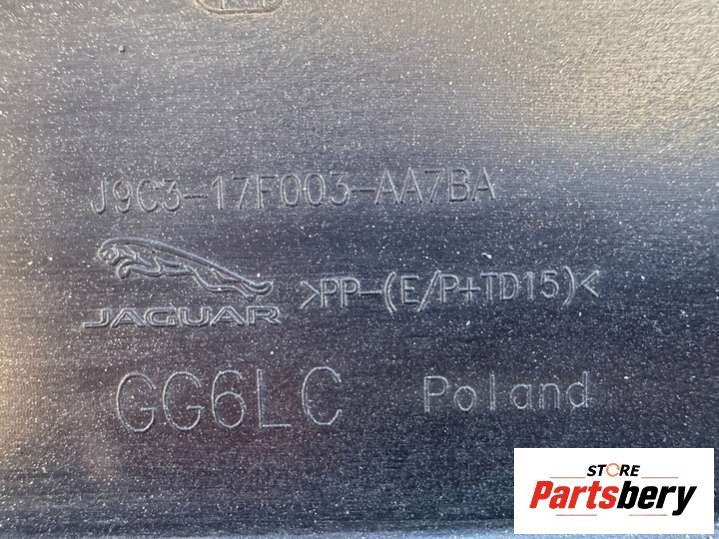 J9C3-17F003-AA7BA
JAGUAR
>PP-(E/P+TD15)<
GG6LC Poland
STORE
Partsbery